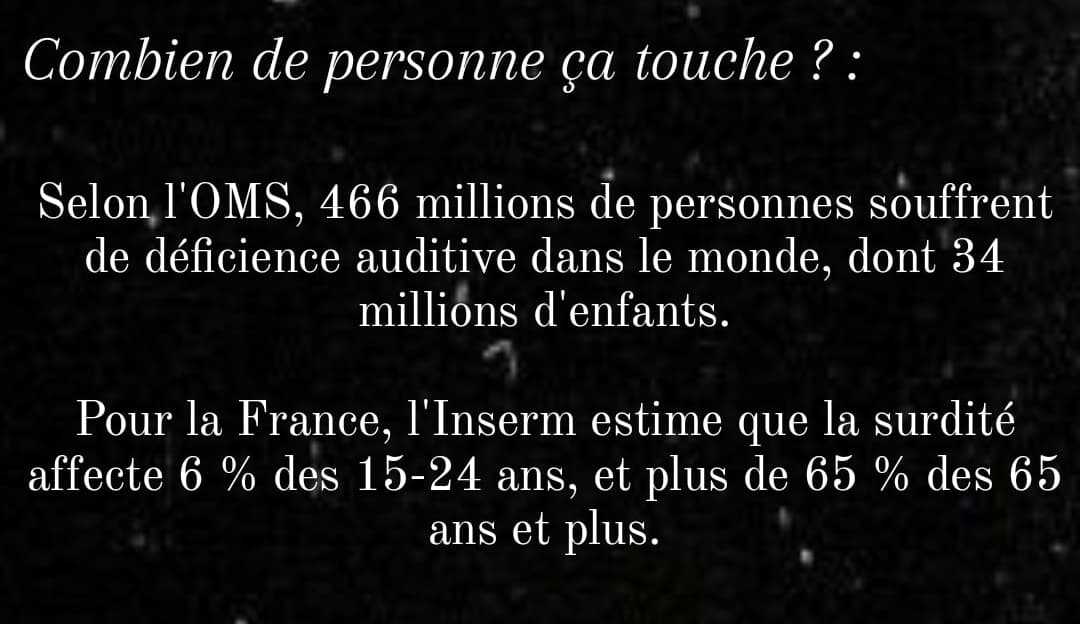 Combien de personne ça touche ? :
Selon l'OMS, 466 millions de personnes souffrent
de déficience auditive dans le monde, dont 34
millions d'enfants.
Pour la France, l'Inserm estime que la surdité
affecte 6 % des 15-24 ans, et plus de 65 % des 65
ans et plus.